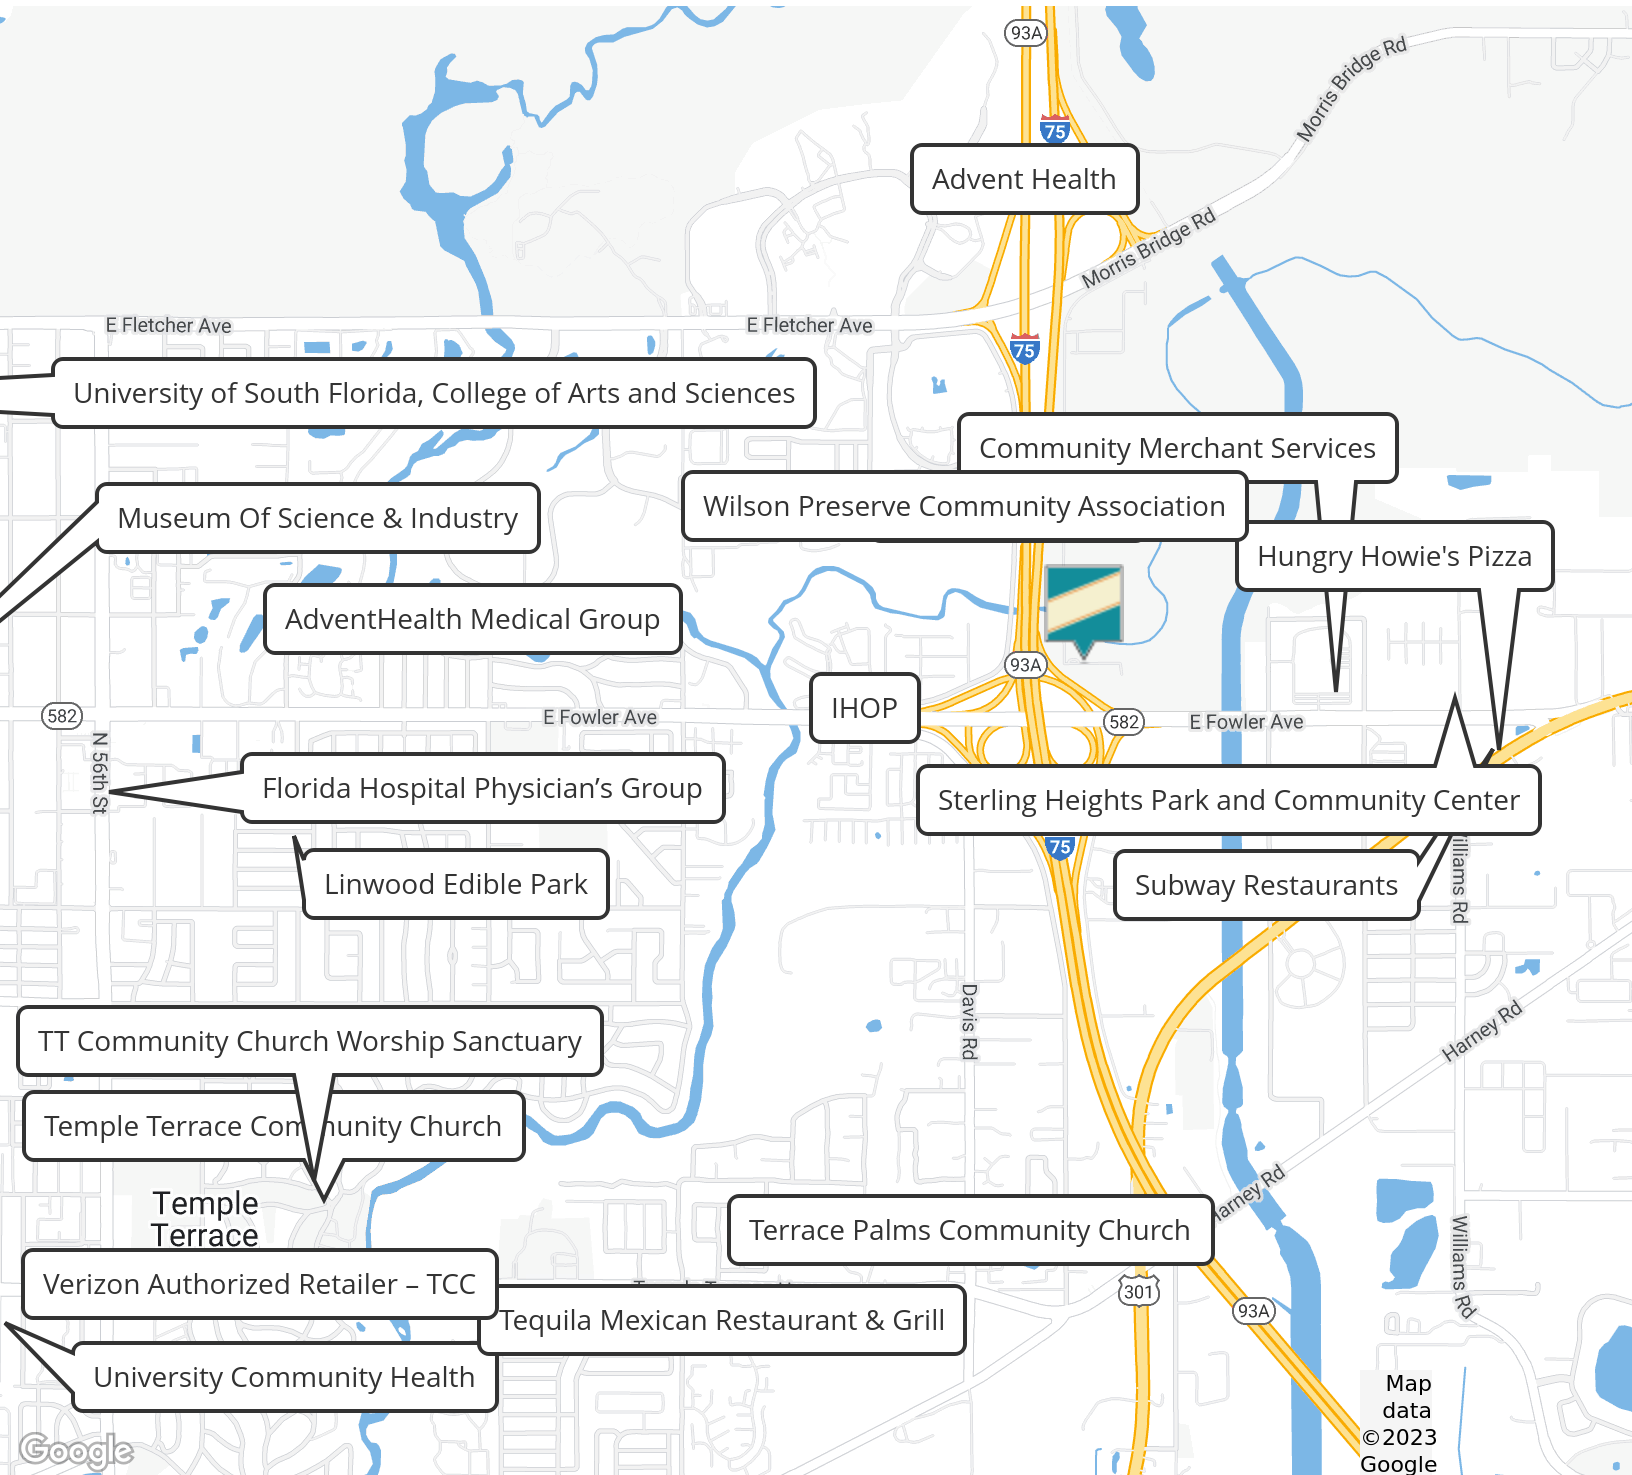 93A
Morris Bridge Rd
75
Advent Health
Morris Bridge Rd
E Fletcher Ave
E Fletcher Ave
75
University of South Florida, College of Arts and Sciences
Community Merchant Services
Wilson Preserve Community Association
Museum Of Science & Industry
Hungry Howie's Pizza
AdventHealth Medical Group
93A
IHOP
582
E Fowler Ave
582
E Fowler Ave
N 56th St
Florida Hospital Physician’s Group
Sterling Heights Park and Community Center
75
Linwood Edible Park
Subway Restaurants
illiams Rd
Davis Rd
Harney Rd
TT Community Church Worship Sanctuary
Temple Terrace Com nunity Church
Temple
Terrace
Harney Rd
Terrace Palms Community Church
Williams Rd
Verizon Authorized Retailer – TCC
301
93A
Tequila Mexican Restaurant & Grill
University Community Health
Map
data
©2023
Google
Google